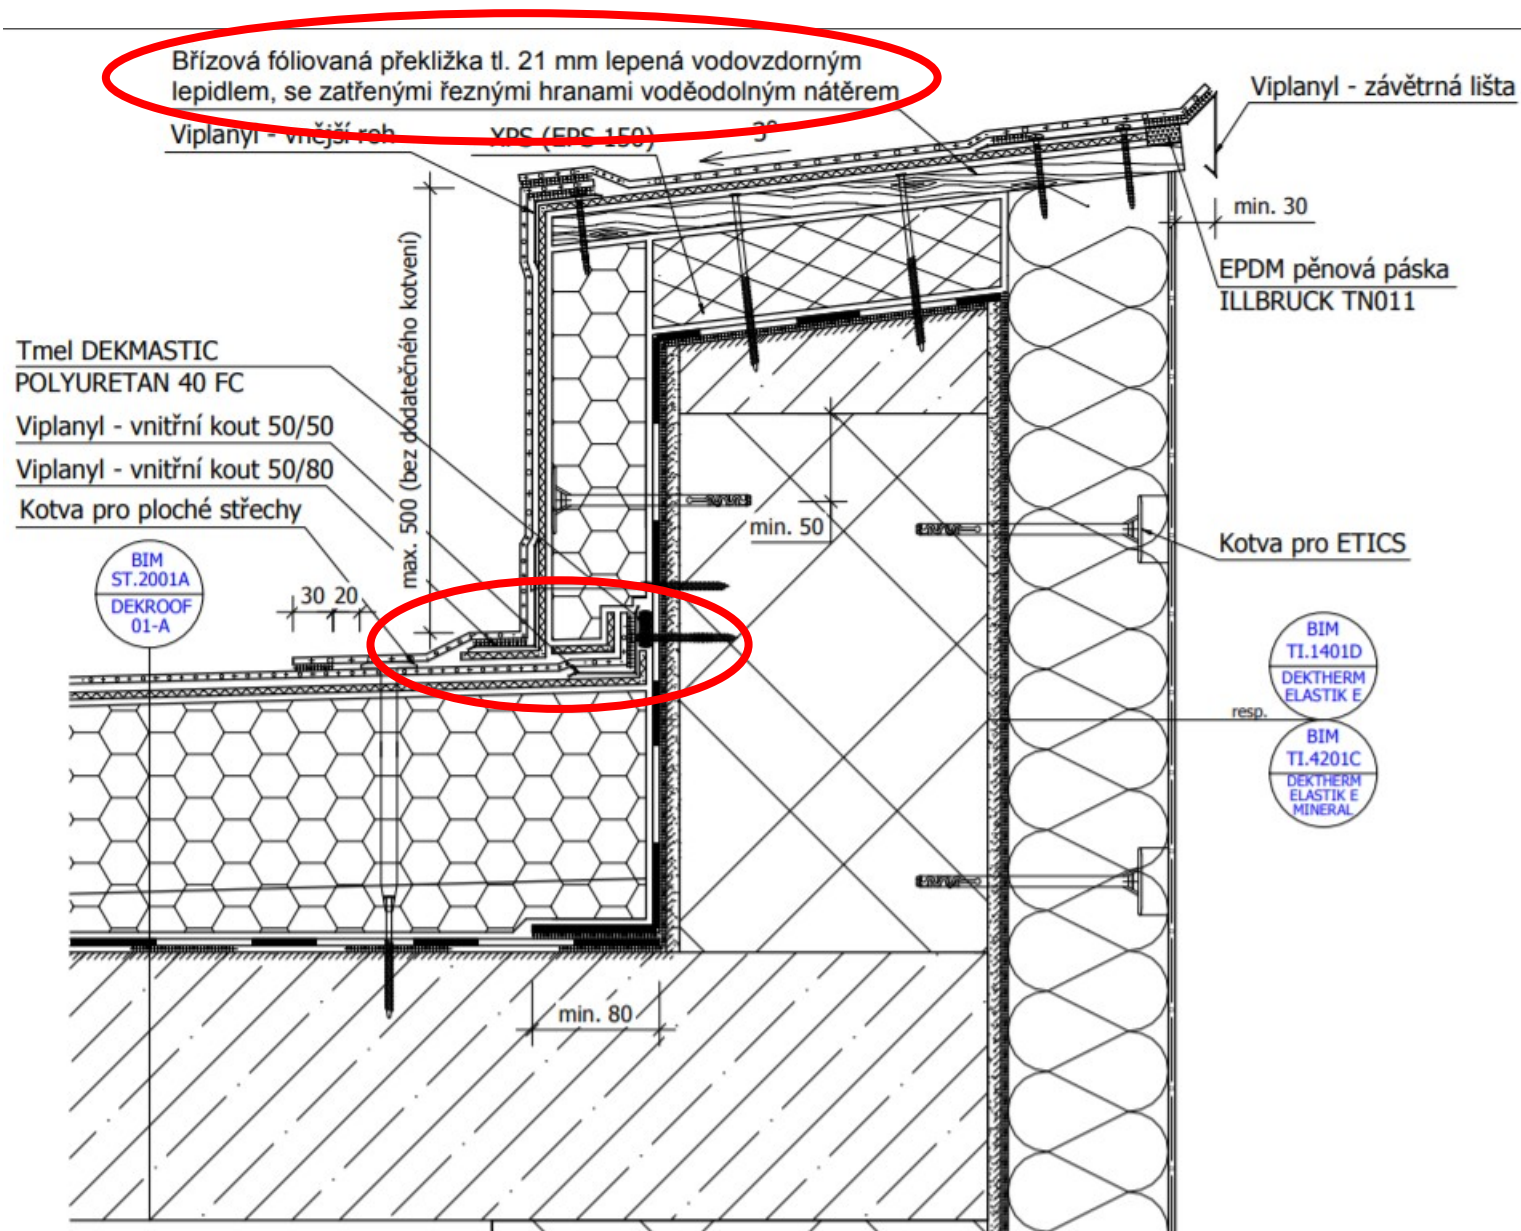 Břízová fóliovaná překližka tl. 21 mm lepená vodovzdorným
lepidlem, se zatřenými řeznými hranami voděodolným nátěrem
Viplanyl - závětrná lišta
Viplanyl - vnější roh
XPS (EPS 150)
3°
min. 30
EPDM pěnová páska
ILLBRUCK TN011
max. 500 (bez dodatečného kotvení)
Tmel DEKMASTIC
POLYURETAN 40 FC
Viplanyl - vnitřní kout 50/50
Viplanyl - vnitřní kout 50/80
Kotva pro ploché střechy
min. 50
Kotva pro ETICS
BIM
ST.2001A
DEKROOF
01-A
30 20
BIM
TI.1401D
DEKTHERM
ELASTIK E
resp.
BIM
TI.4201C
DEKTHERM
ELASTIK E
MINERAL
min. 80